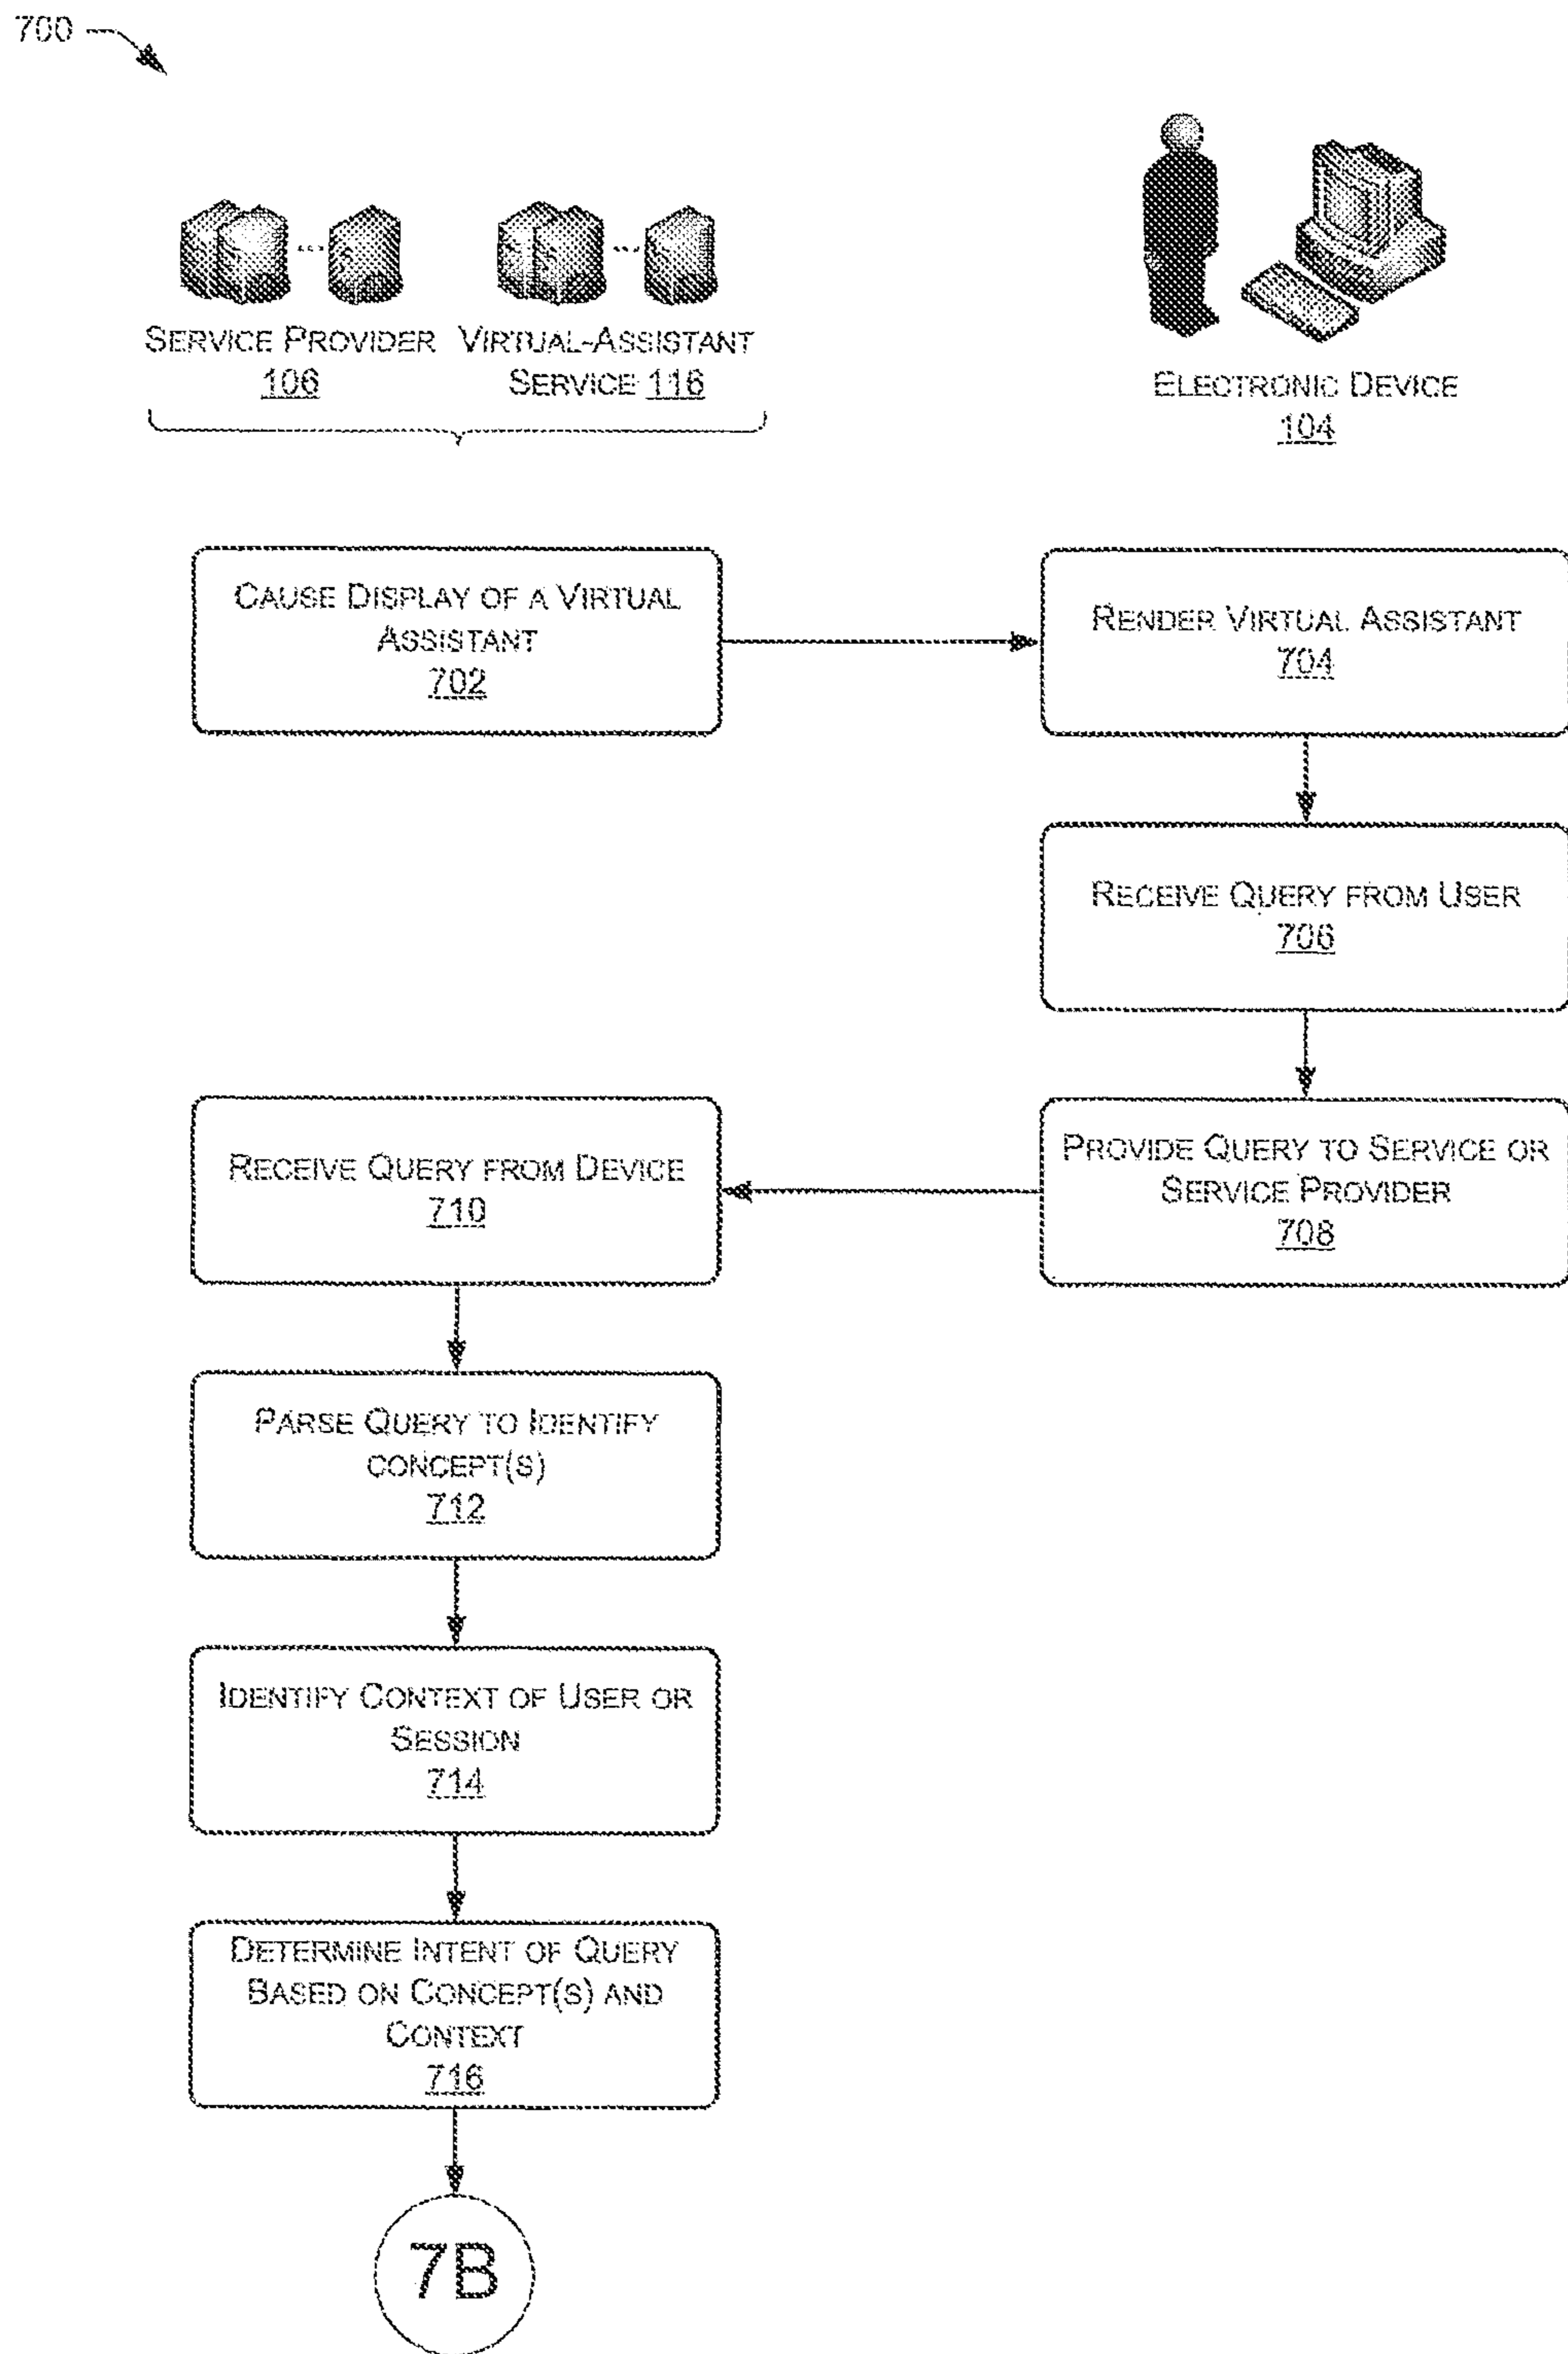 700
SERVICE PROVIDER
106
VIRTUAL-ASSISTANT
SERVICE 116
ELECTRONIC DEVICE
104
CAUSE DISPLAY OF A VIRTUAL
ASSISTANT
702
RENDER VIRTUAL ASSISTANT
704
RECEIVE QUERY FROM USER
706
PROVIDE QUERY TO SERVICE OR
SERVICE PROVIDER
708
RECEIVE QUERY FROM DEVICE
710
PARSE QUERY TO IDENTIFY
CONCEPT(S)
712
IDENTIFY CONTEXT OF USER OR
SESSION
714
DETERMINE INTENT OF QUERY
BASED ON CONCEPT(S) AND
CONTEXT
716
7B